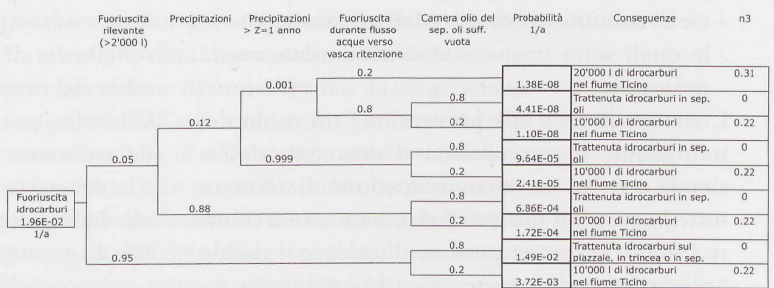 Fuoriuscita Precipitazioni Precipitazioni Fuoriuscita Camera olio del Probabilità Conseguenze n3
rilevante > Z=1 anno durante flusso sep. oli suff. 1/a
(>2'000 l) acque verso vuota
vasca ritenzione
0.2 20'000 l di idrocarburi 0.31
0.001 1.38E-08 nel fiume Ticino
0.8 Trattenuta idrocarburi in sep. 0
0.8 4.41E-08 oli
0.12 0.2 10'000 l di idrocarburi 0.22
1.10E-08 nel fiume Ticino
0.8 Trattenuta idrocarburi in sep. 0
0.05 0.999 9.64E-05 oli
0.2 10'000 l di idrocarburi 0.22
2.41E-05 nel fiume Ticino
Fuoriuscita 0.8 Trattenuta idrocarburi in sep. 0
idrocarburi 0.88 6.86E-04 oli
1.96E-02 0.2 10'000 l di idrocarburi 0.22
1/a 1.72E-04 nel fiume Ticino
0.8 Trattenuta idrocarburi sul 0
0.95 1.49E-02 piazzale, in trincea o in sep.
0.2 10'000 l di idrocarburi 0.22
3.72E-03 nel fiume Ticino